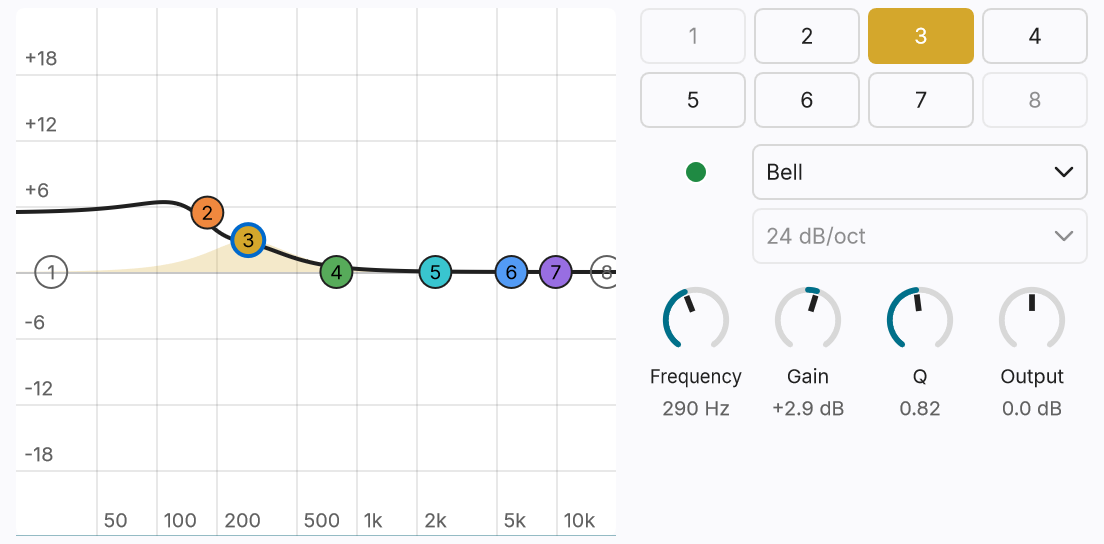 +18
+12
+6
-6
-12
-18
1
2
3
4
5
6
7
8
50 100 200 500 1k 2k 5k 10k
1 2 3 4
5 6 7 8
Bell
24 dB/oct
Frequency Gain Q Output
290 Hz +2.9 dB 0.82 0.0 dB